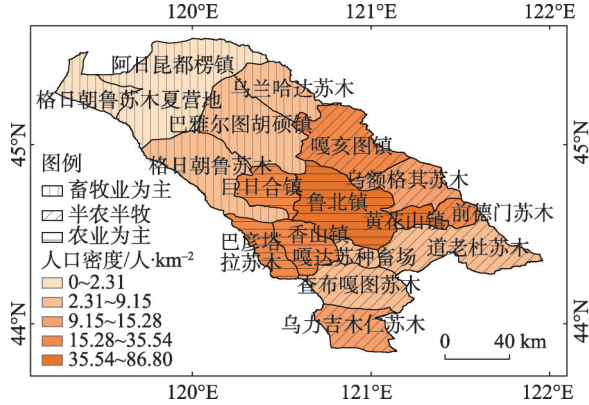 120°E 121°E 122°E
阿日昆都楞镇
乌兰哈达苏木
格日朝鲁苏木夏营地
巴雅尔图胡硕镇
45°N 45°N
嘎亥图镇
格日朝鲁苏木
乌额格其苏木
巨日合镇
鲁北镇
黄花山镇
前德门苏木
香山镇
巴彦塔
拉苏木
道老杜苏木
嘎达苏种畜场
查布嘎图苏木
乌力吉木仁苏木
44°N 44°N
图例
畜牧业为主
半农半牧
农业为主
人口密度/人·km⁻²
0~2.31
2.31~9.15
9.15~15.28
15.28~35.54
35.54~86.80
0 40 km
120°E 121°E 122°E